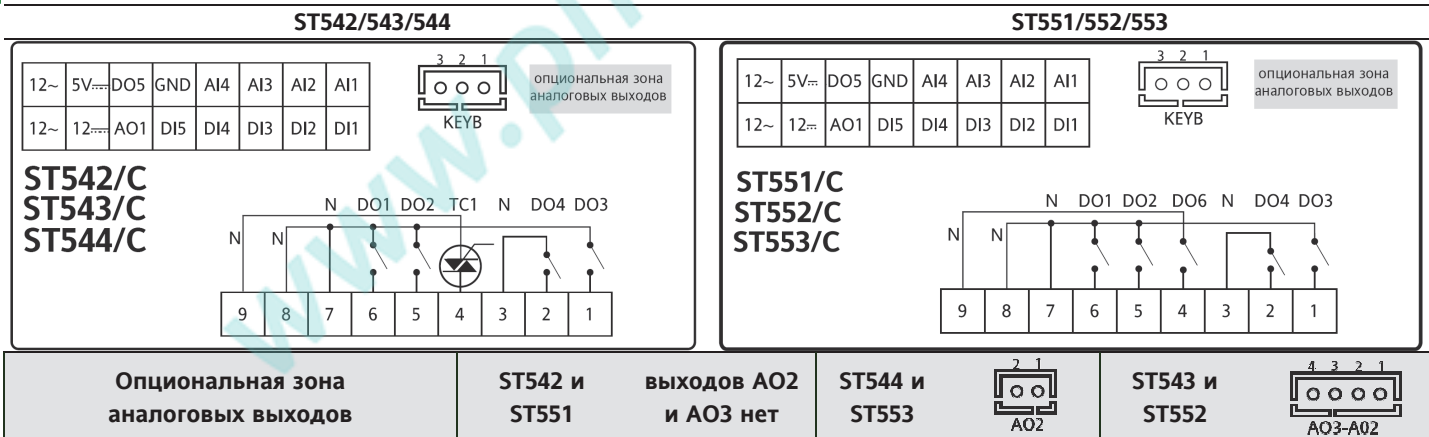 ST542/543/544
ST551/552/553
12~ 5V⎓ DO5 GND AI4 AI3 AI2 AI1
12~ 12⎓ AO1 DI5 DI4 DI3 DI2 DI1
3 2 1
KEYB
опциональная зона
аналоговых выходов
ST542/C
ST543/C
ST544/C
N DO1 DO2 TC1 N DO4 DO3
N N
9 8 7 6 5 4 3 2 1
12~ 5V⎓ DO5 GND AI4 AI3 AI2 AI1
12~ 12⎓ AO1 DI5 DI4 DI3 DI2 DI1
3 2 1
KEYB
опциональная зона
аналоговых выходов
ST551/C
ST552/C
ST553/C
N DO1 DO2 DO6 N DO4 DO3
N N
9 8 7 6 5 4 3 2 1
Опциональная зона
аналоговых выходов
ST542 и
ST551
выходов AO2
и AO3 нет
ST544 и
ST553
2 1
AO2
ST543 и
ST552
4 3 2 1
AO3-A02